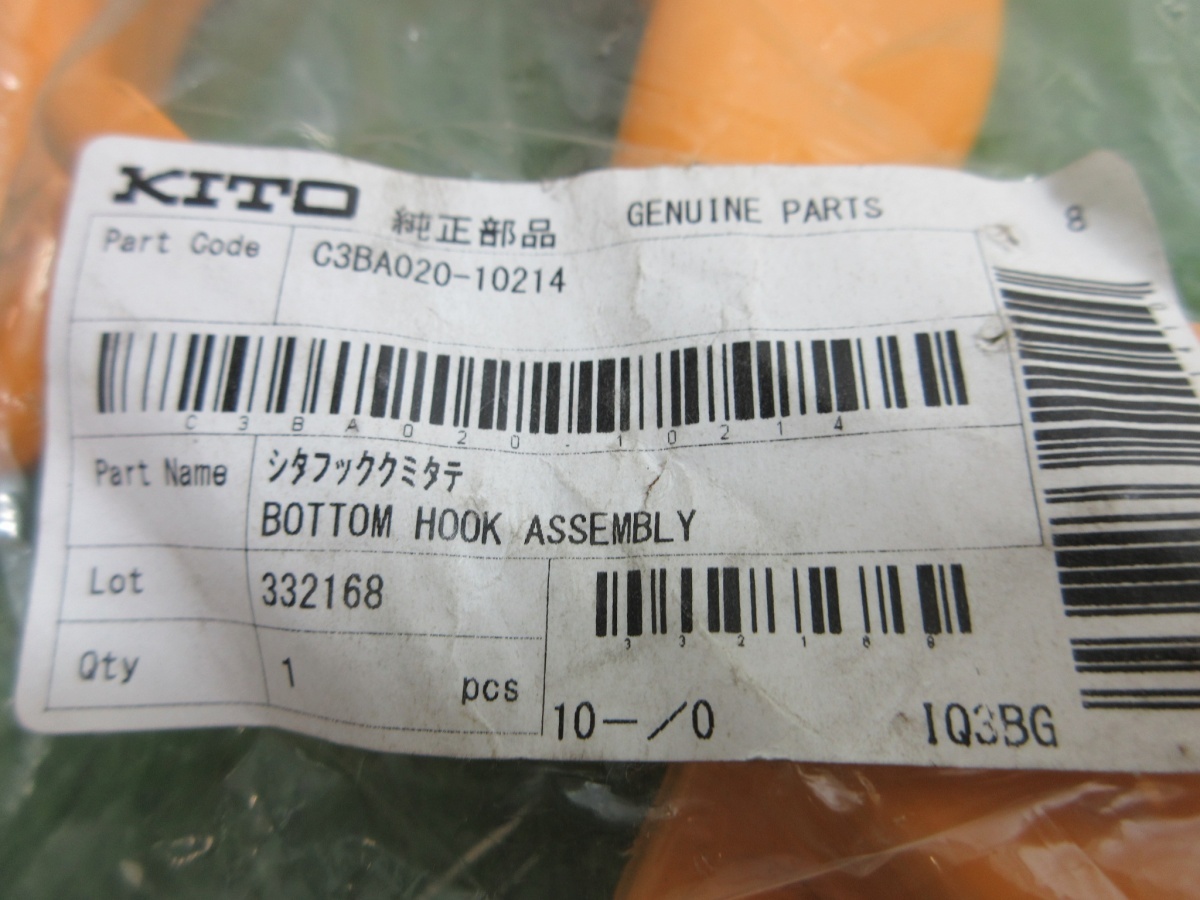 KITO 純正部品 GENUINE PARTS 8
Part Code C3BA020-10214
C3BA020-10214
Part Name ｼﾀﾌｯｸｸﾐﾀﾃ
BOTTOM HOOK ASSEMBLY
Lot 332168
332168
Qty 1 pcs
10-/0 IQ3BG